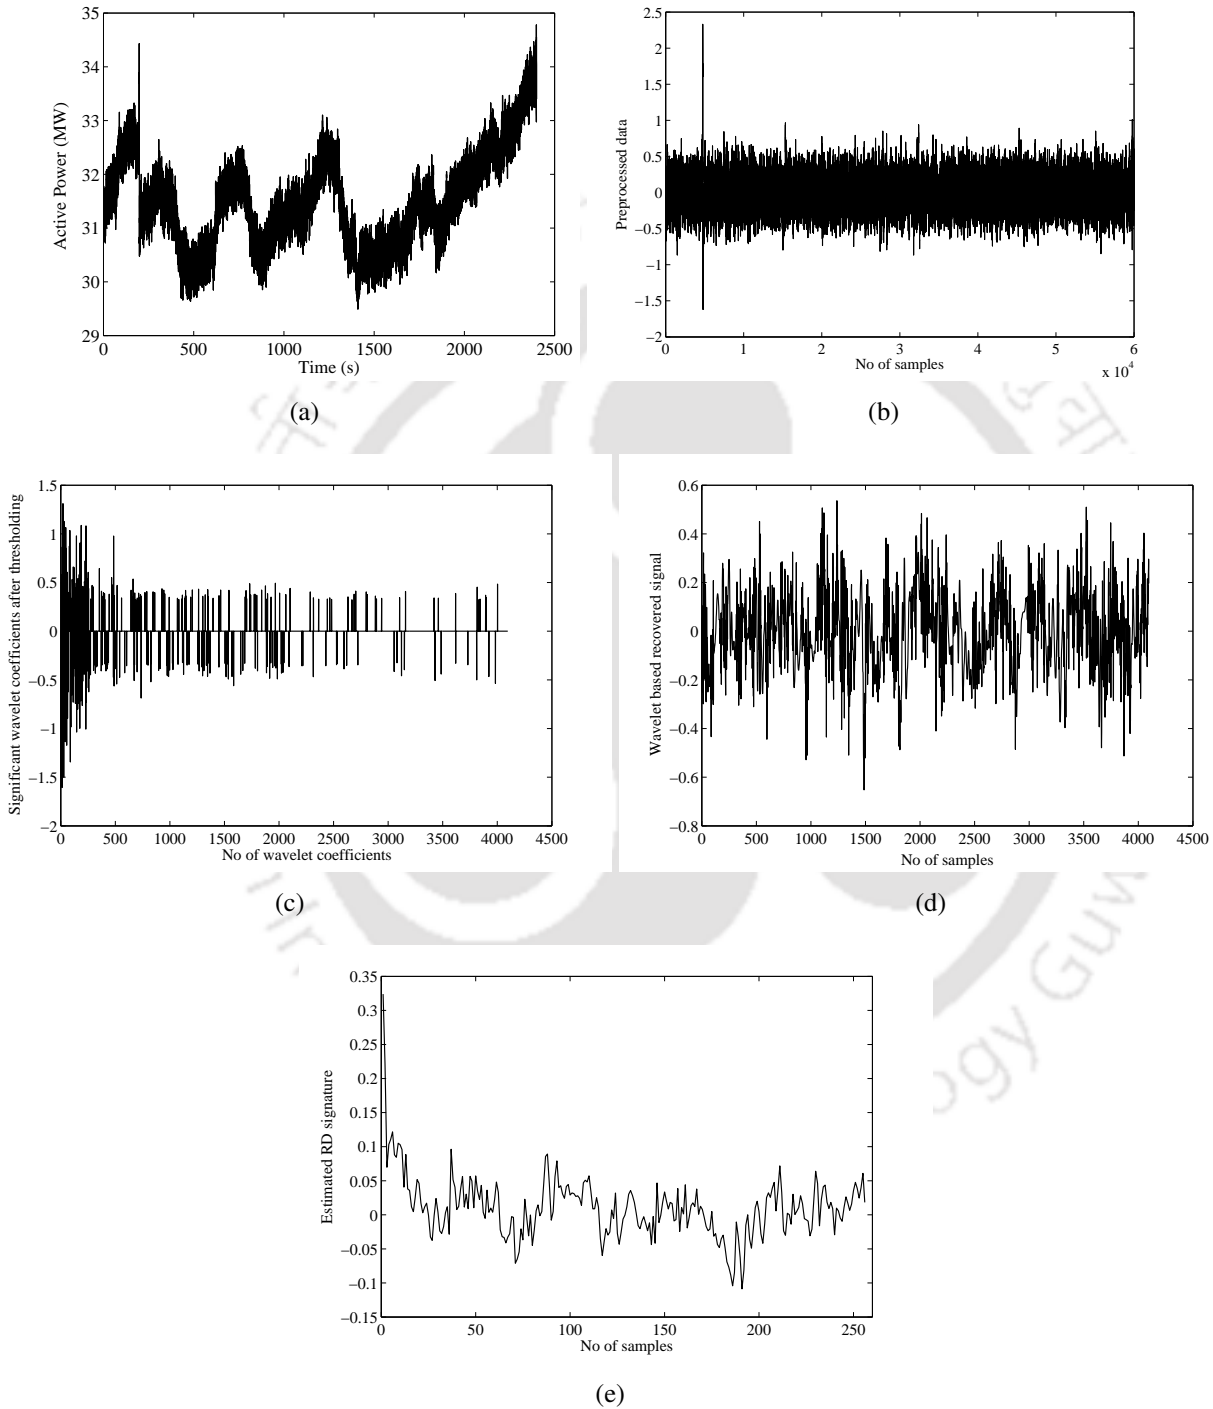 35
34
33
32
31
30
29
0 500 1000 1500 2000 2500
Active Power (MW)
Time (s)
(a)
2.5
2
1.5
1
0.5
0
−0.5
−1
−1.5
−2
0 1 2 3 4 5 6
Preprocessed data
No of samples
x 10^4
(b)
1.5
1
0.5
0
−0.5
−1
−1.5
−2
0 500 1000 1500 2000 2500 3000 3500 4000 4500
Significant wavelet coefficients after thresholding
No of wavelet coefficients
(c)
0.6
0.4
0.2
0
−0.2
−0.4
−0.6
−0.8
0 500 1000 1500 2000 2500 3000 3500 4000 4500
Wavelet based recovered signal
No of samples
(d)
0.35
0.3
0.25
0.2
0.15
0.1
0.05
0
−0.05
−0.1
−0.15
0 50 100 150 200 250
Estimated RD signature
No of samples
(e)